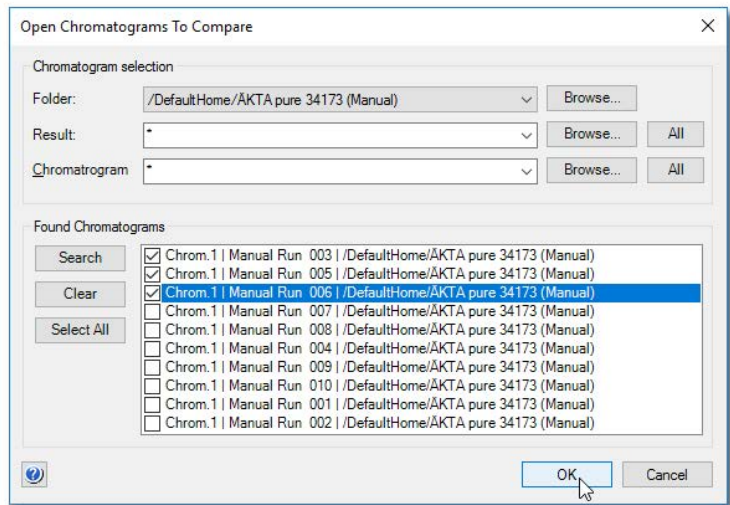 Open Chromatograms To Compare
Chromatogram selection
Folder: /DefaultHome/ÄKTA pure 34173 (Manual) Browse...
Result: * Browse... All
Chromatrogram * Browse... All
Found Chromatograms
Search
Clear
Select All
Chrom.1 | Manual Run 003 | /DefaultHome/ÄKTA pure 34173 (Manual)
Chrom.1 | Manual Run 005 | /DefaultHome/ÄKTA pure 34173 (Manual)
Chrom.1 | Manual Run 006 | /DefaultHome/ÄKTA pure 34173 (Manual)
Chrom.1 | Manual Run 007 | /DefaultHome/ÄKTA pure 34173 (Manual)
Chrom.1 | Manual Run 008 | /DefaultHome/ÄKTA pure 34173 (Manual)
Chrom.1 | Manual Run 004 | /DefaultHome/ÄKTA pure 34173 (Manual)
Chrom.1 | Manual Run 009 | /DefaultHome/ÄKTA pure 34173 (Manual)
Chrom.1 | Manual Run 010 | /DefaultHome/ÄKTA pure 34173 (Manual)
Chrom.1 | Manual Run 001 | /DefaultHome/ÄKTA pure 34173 (Manual)
Chrom.1 | Manual Run 002 | /DefaultHome/ÄKTA pure 34173 (Manual)
? OK Cancel